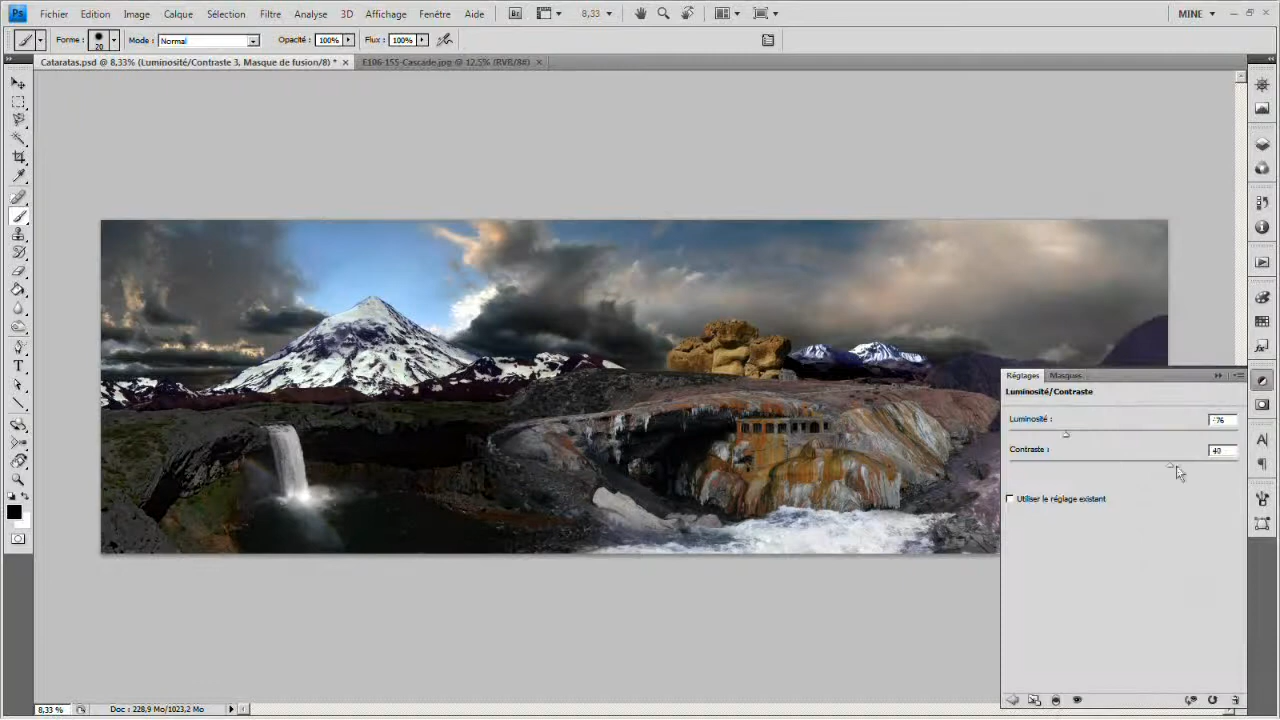 Ps Fichier Edition Image Calque Sélection Filtre Analyse 3D Affichage Fenêtre Aide Br 8,33 MINE
Forme : 20 Mode : Normal Opacité : 100% Flux : 100%
Cataratas.psd @ 8,33% (Luminosité/Contraste 3, Masque de fusion/8) * E106-155-Cascade.jpg @ 12,5% (RVB/8#)
Réglages Masques
Luminosité/Contraste
Luminosité : -76
Contraste : 40
Utiliser le réglage existant
8,33 % Doc : 228,9 Mo/1023,2 Mo